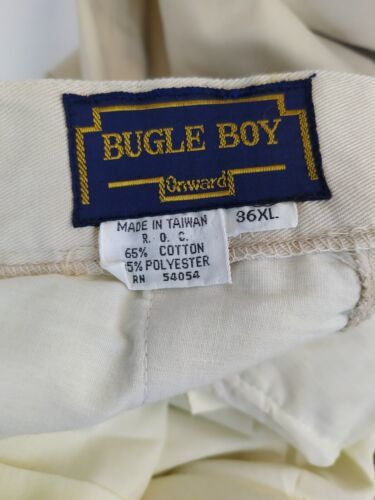 BUGLE BOY
Onward
MADE IN TAIWAN
R. O. C.
65% COTTON
5% POLYESTER
RN 54054
36XL.